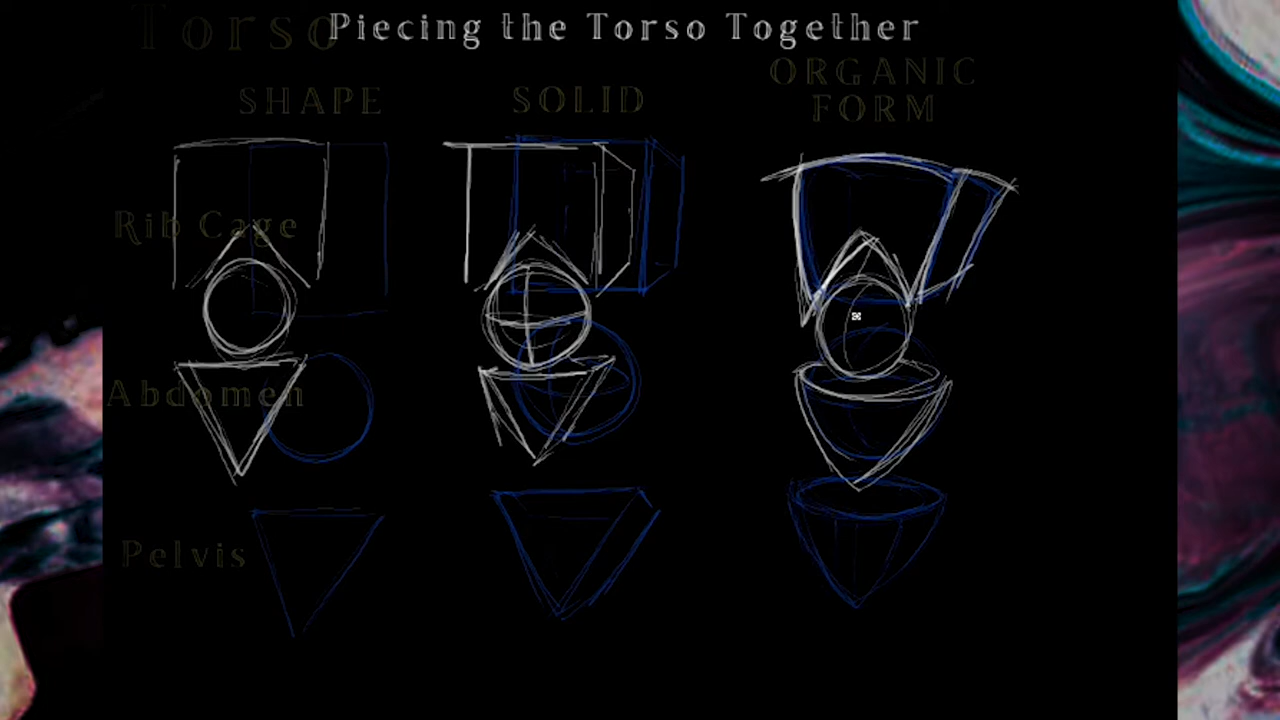 Torso
Piecing the Torso Together
SHAPE
SOLID
ORGANIC
FORM
Rib Cage
Abdomen
Pelvis